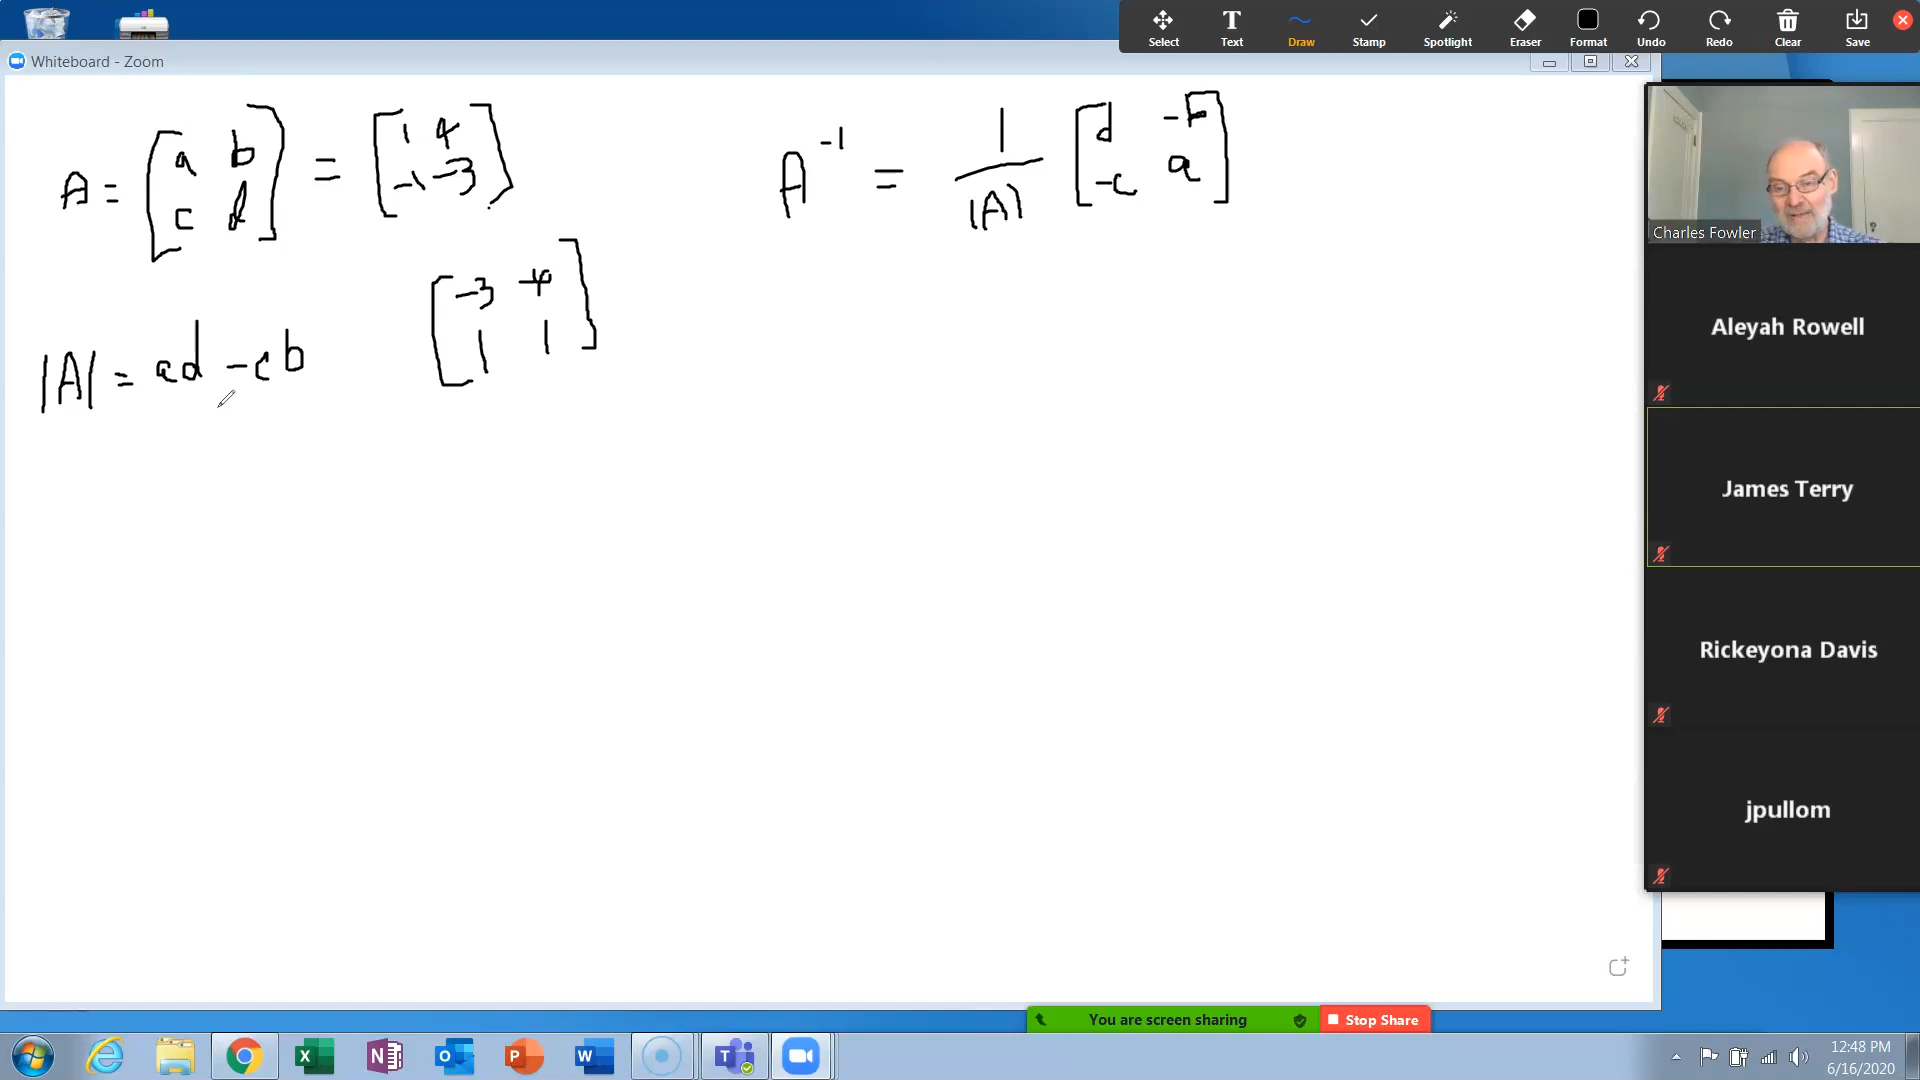 Select Text Draw Stamp Spotlight Eraser Format Undo Redo Clear Save
Whiteboard - Zoom
A = [a b = [1 4
c d] -1 -3]
A⁻¹ = 1/|A| [d -b
-c a]
[-3 -4
1 1]
|A| = ad - cb
Charles Fowler
Aleyah Rowell
James Terry
Rickeyona Davis
jpullom
You are screen sharing Stop Share
12:48 PM
6/16/2020